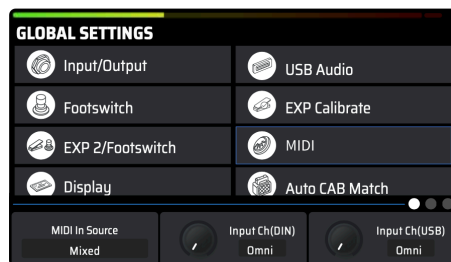 GLOBAL SETTINGS
Input/Output
USB Audio
Footswitch
EXP Calibrate
EXP 2/Footswitch
MIDI
Display
Auto CAB Match
MIDI In Source
Mixed
Input Ch(DIN)
Omni
Input Ch(USB)
Omni